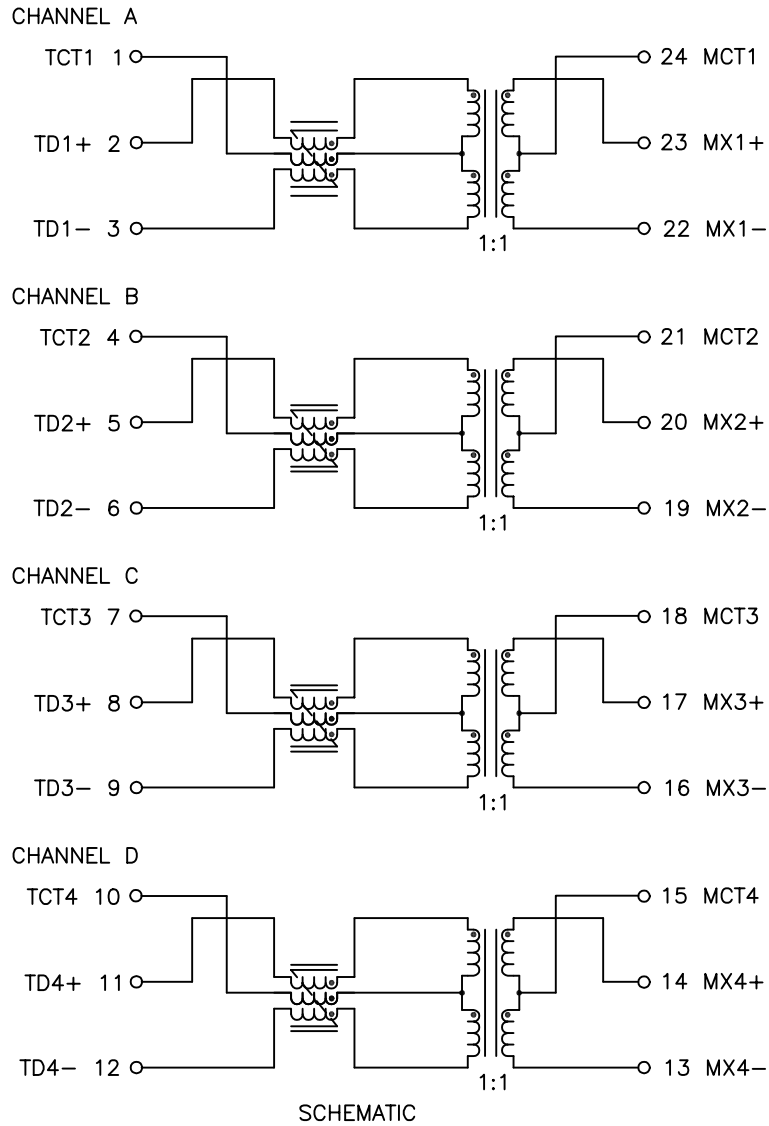 CHANNEL A
TCT1 1 24 MCT1
TD1+ 2 23 MX1+
TD1- 3 22 MX1-
1:1
CHANNEL B
TCT2 4 21 MCT2
TD2+ 5 20 MX2+
TD2- 6 19 MX2-
1:1
CHANNEL C
TCT3 7 18 MCT3
TD3+ 8 17 MX3+
TD3- 9 16 MX3-
1:1
CHANNEL D
TCT4 10 15 MCT4
TD4+ 11 14 MX4+
TD4- 12 13 MX4-
1:1
SCHEMATIC